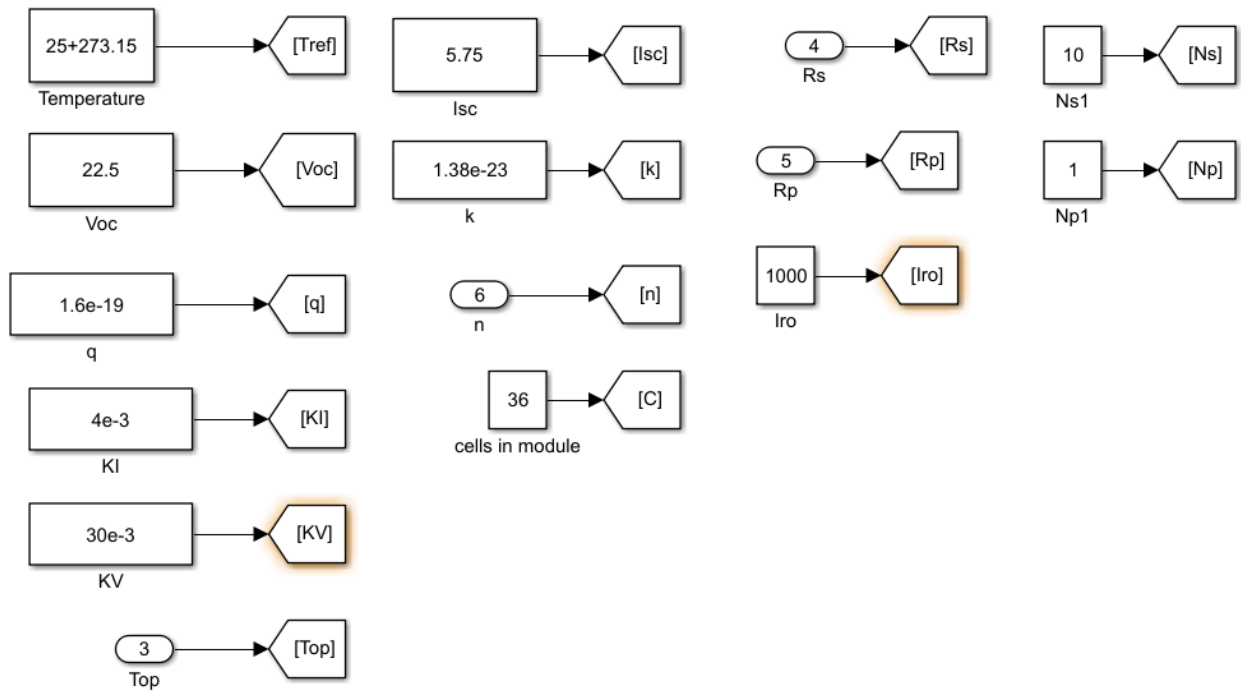 25+273.15
[Tref]
Temperature
22.5
[Voc]
Voc
1.6e-19
[q]
q
4e-3
[KI]
KI
30e-3
[KV]
KV
3
[Top]
Top
5.75
[Isc]
Isc
1.38e-23
[k]
k
6
[n]
n
36
[C]
cells in module
4
[Rs]
Rs
5
[Rp]
Rp
1000
[Iro]
Iro
10
[Ns]
Ns1
1
[Np]
Np1